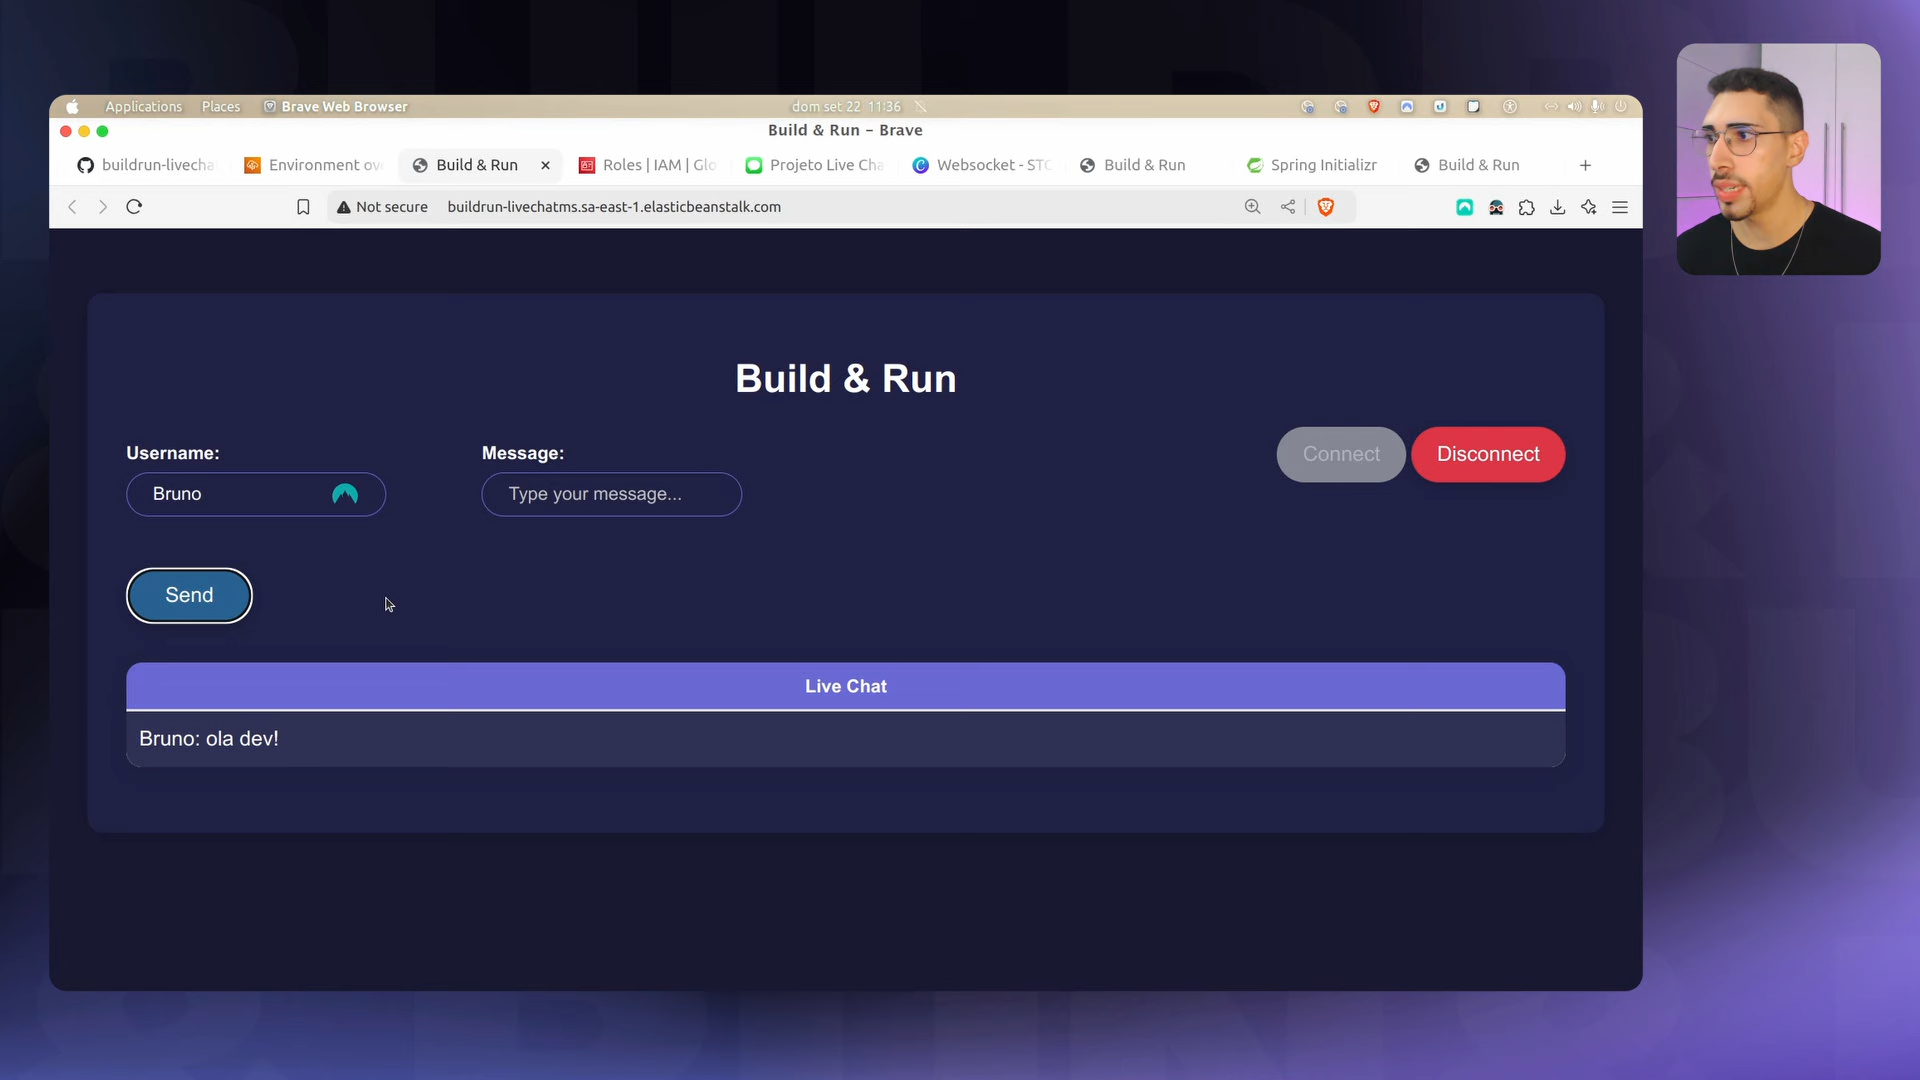 Applications Places Brave Web Browser dom set 22 11:36
Build & Run – Brave
buildrun-livecha Environment ov Build & Run Roles | IAM | Glo Projeto Live Cha Websocket - STO Build & Run Spring Initializr Build & Run
Not secure buildrun-livechatms.sa-east-1.elasticbeanstalk.com
Build & Run
Username: Message:
Connect Disconnect
Bruno Type your message...
Send
Live Chat
Bruno: ola dev!